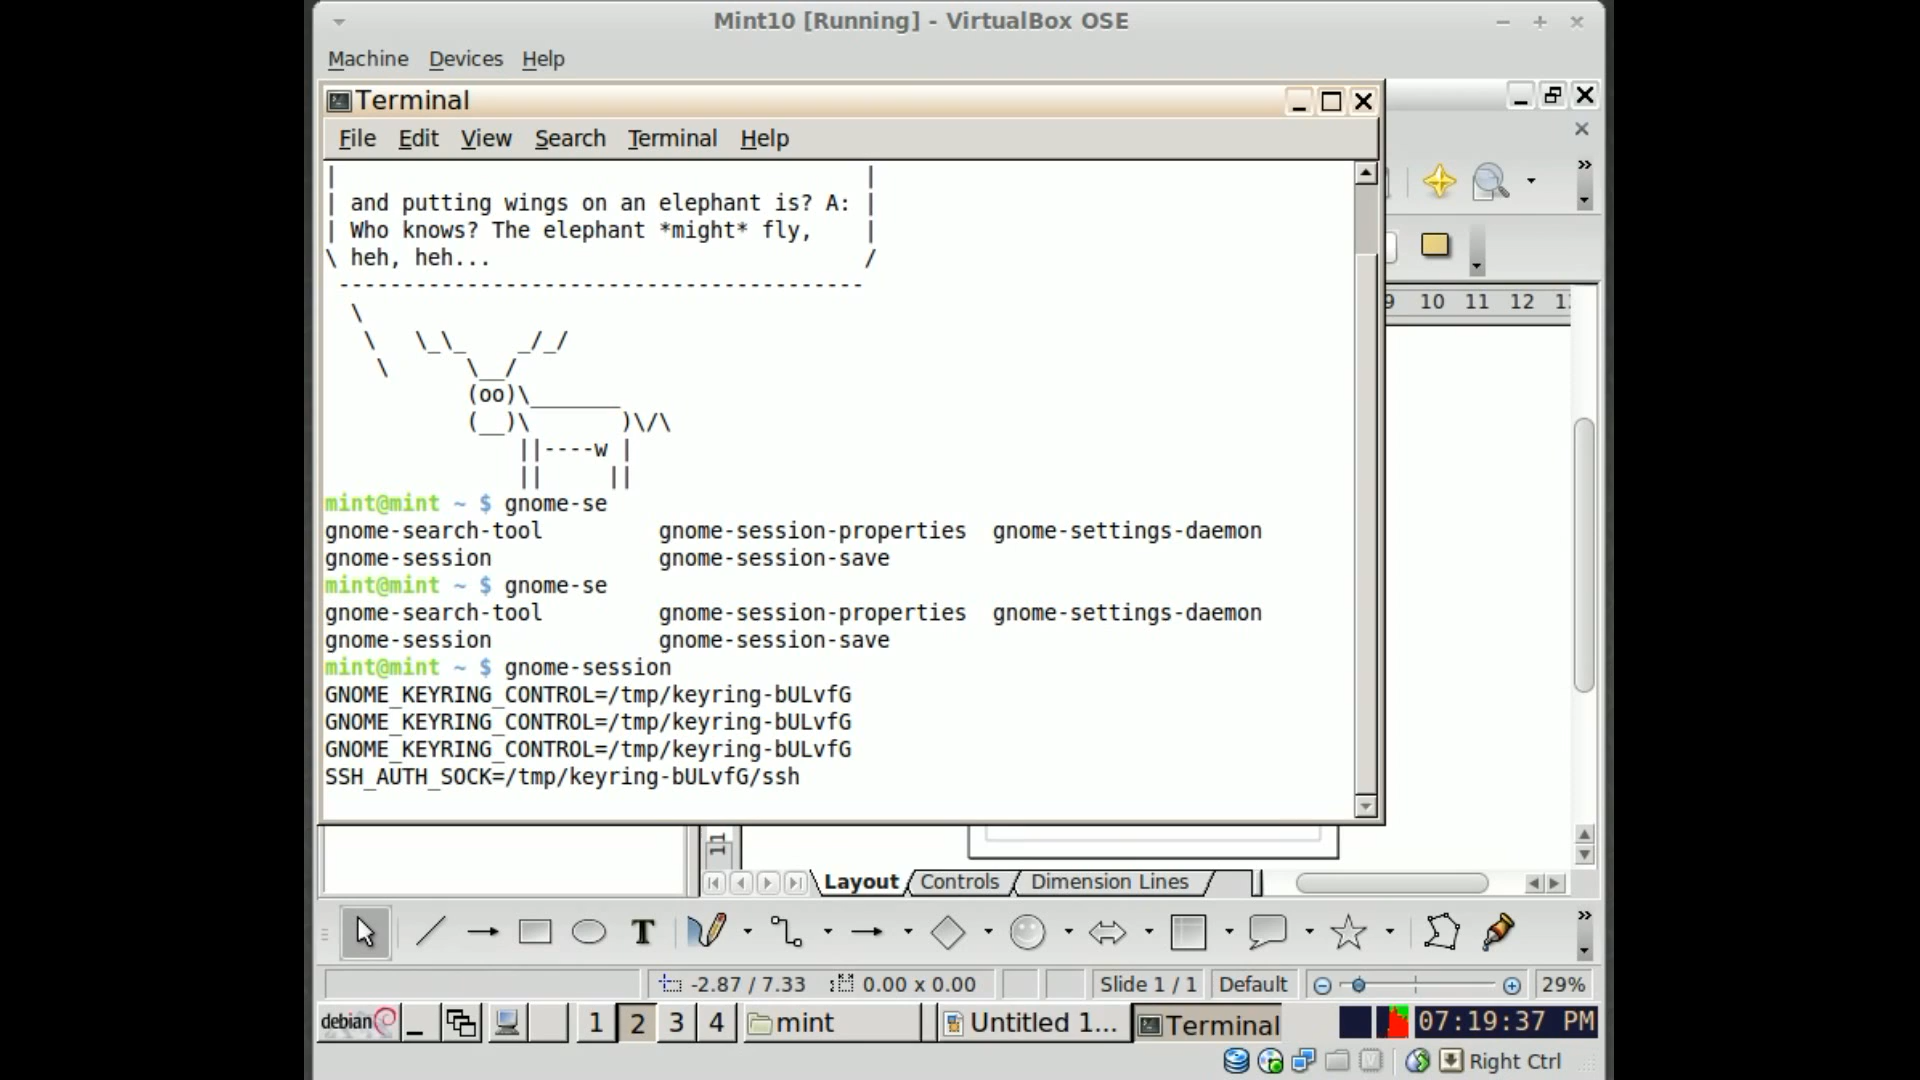 Mint10 [Running] - VirtualBox OSE
Machine Devices Help
Terminal
File Edit View Search Terminal Help
| and putting wings on an elephant is? A: |
| Who knows? The elephant *might* fly, |
\ heh, heh... /
-----------------------------------------
\
\ \_\_ _/_/
\ \__/
(oo)\_______
(__)\ )\/\
||----w |
|| ||
mint@mint ~ $ gnome-se
gnome-search-tool gnome-session-properties gnome-settings-daemon
gnome-session gnome-session-save
mint@mint ~ $ gnome-se
gnome-search-tool gnome-session-properties gnome-settings-daemon
gnome-session gnome-session-save
mint@mint ~ $ gnome-session
GNOME_KEYRING_CONTROL=/tmp/keyring-bULvfG
GNOME_KEYRING_CONTROL=/tmp/keyring-bULvfG
GNOME_KEYRING_CONTROL=/tmp/keyring-bULvfG
SSH_AUTH_SOCK=/tmp/keyring-bULvfG/ssh
9 10 11 12
11
Layout Controls Dimension Lines
T
-2.87 / 7.33 0.00 x 0.00 Slide 1 / 1 Default 29%
debian 1 2 3 4 mint Untitled 1... Terminal 07:19:37 PM
Right Ctrl